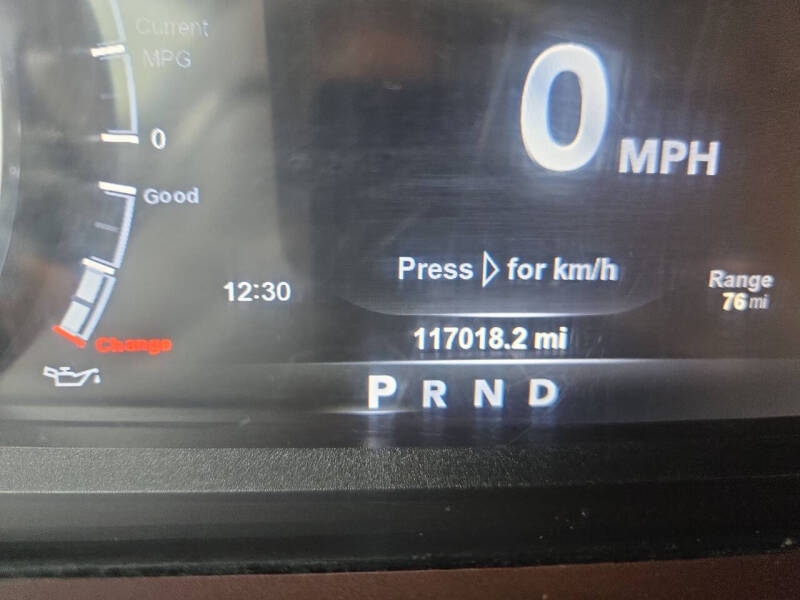 Current
MPG
0
Good
Change
12:30
0 MPH
Press for km/h
117018.2 mi
Range
76 mi
P R N D